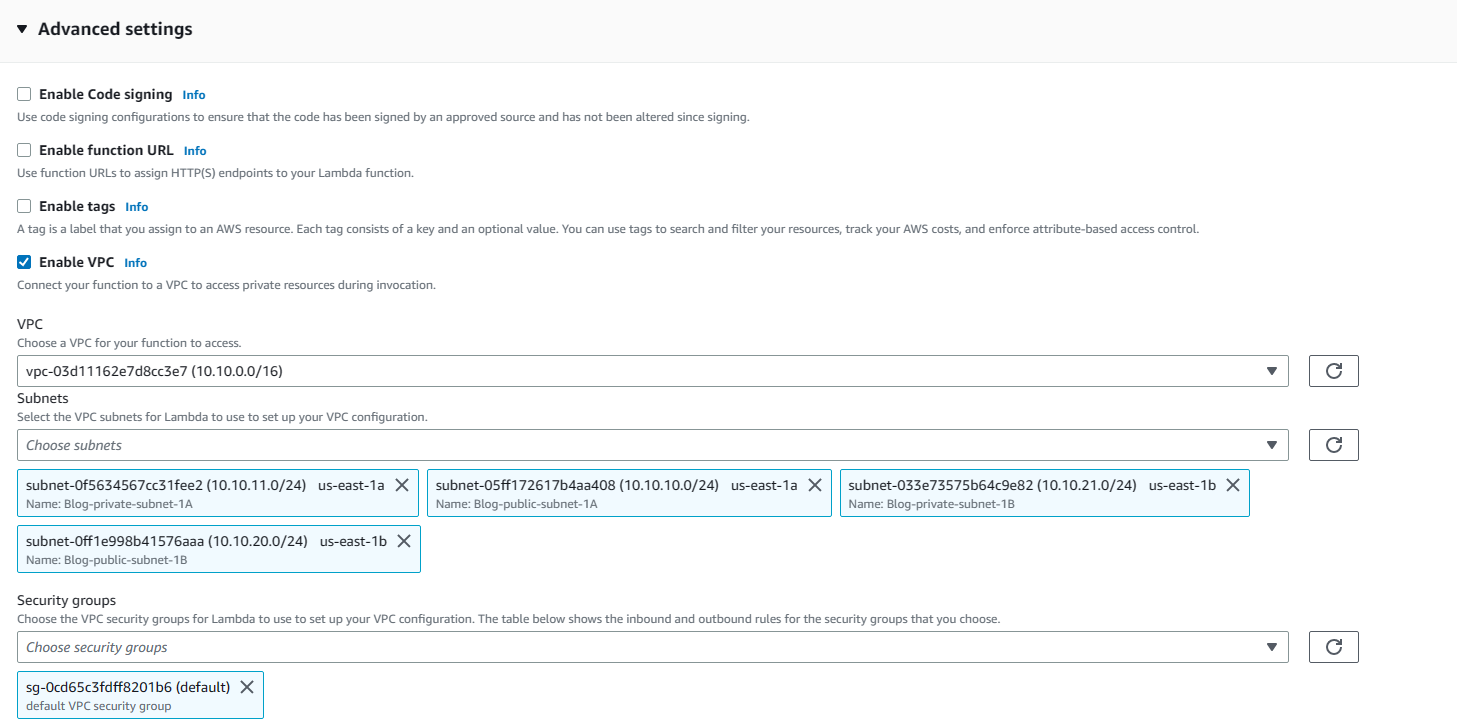 Advanced settings
Enable Code signing Info
Use code signing configurations to ensure that the code has been signed by an approved source and has not been altered since signing.
Enable function URL Info
Use function URLs to assign HTTP(S) endpoints to your Lambda function.
Enable tags Info
A tag is a label that you assign to an AWS resource. Each tag consists of a key and an optional value. You can use tags to search and filter your resources, track your AWS costs, and enforce attribute-based access control.
Enable VPC Info
Connect your function to a VPC to access private resources during invocation.
VPC
Choose a VPC for your function to access.
vpc-03d11162e7d8cc3e7 (10.10.0.0/16)
Subnets
Select the VPC subnets for Lambda to use to set up your VPC configuration.
Choose subnets
subnet-0f5634567cc31fee2 (10.10.11.0/24) us-east-1a
Name: Blog-private-subnet-1A
subnet-05ff172617b4aa408 (10.10.10.0/24) us-east-1a
Name: Blog-public-subnet-1A
subnet-033e73575b64c9e82 (10.10.21.0/24) us-east-1b
Name: Blog-private-subnet-1B
subnet-0ff1e998b41576aaa (10.10.20.0/24) us-east-1b
Name: Blog-public-subnet-1B
Security groups
Choose the VPC security groups for Lambda to use to set up your VPC configuration. The table below shows the inbound and outbound rules for the security groups that you choose.
Choose security groups
sg-0cd65c3fdff8201b6 (default)
default VPC security group